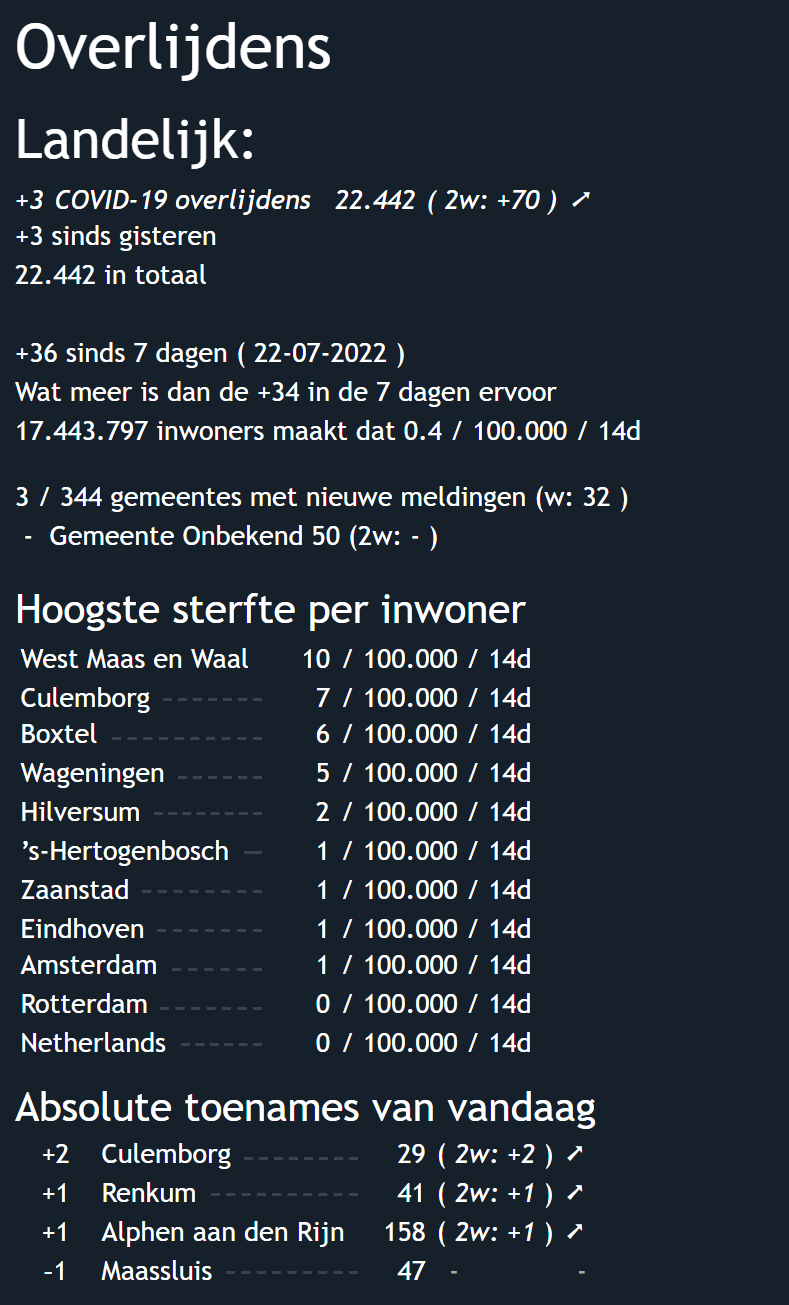 Overlijdens
Landelijk:
+3 COVID-19 overlijdens 22.442 ( 2w: +70 ) ➚
+3 sinds gisteren
22.442 in totaal
+36 sinds 7 dagen ( 22-07-2022 )
Wat meer is dan de +34 in de 7 dagen ervoor
17.443.797 inwoners maakt dat 0.4 / 100.000 / 14d
3 / 344 gemeentes met nieuwe meldingen (w: 32 )
- Gemeente Onbekend 50 (2w: - )
Hoogste sterfte per inwoner
West Maas en Waal 10 / 100.000 / 14d
Culemborg ------- 7 / 100.000 / 14d
Boxtel ---------- 6 / 100.000 / 14d
Wageningen ------ 5 / 100.000 / 14d
Hilversum -------- 2 / 100.000 / 14d
’s-Hertogenbosch — 1 / 100.000 / 14d
Zaanstad -------- 1 / 100.000 / 14d
Eindhoven ------- 1 / 100.000 / 14d
Amsterdam ------ 1 / 100.000 / 14d
Rotterdam ------- 0 / 100.000 / 14d
Netherlands ------ 0 / 100.000 / 14d
Absolute toenames van vandaag
+2 Culemborg -------- 29 ( 2w: +2 ) ➚
+1 Renkum ---------- 41 ( 2w: +1 ) ➚
+1 Alphen aan den Rijn 158 ( 2w: +1 ) ➚
-1 Maassluis --------- 47 - -